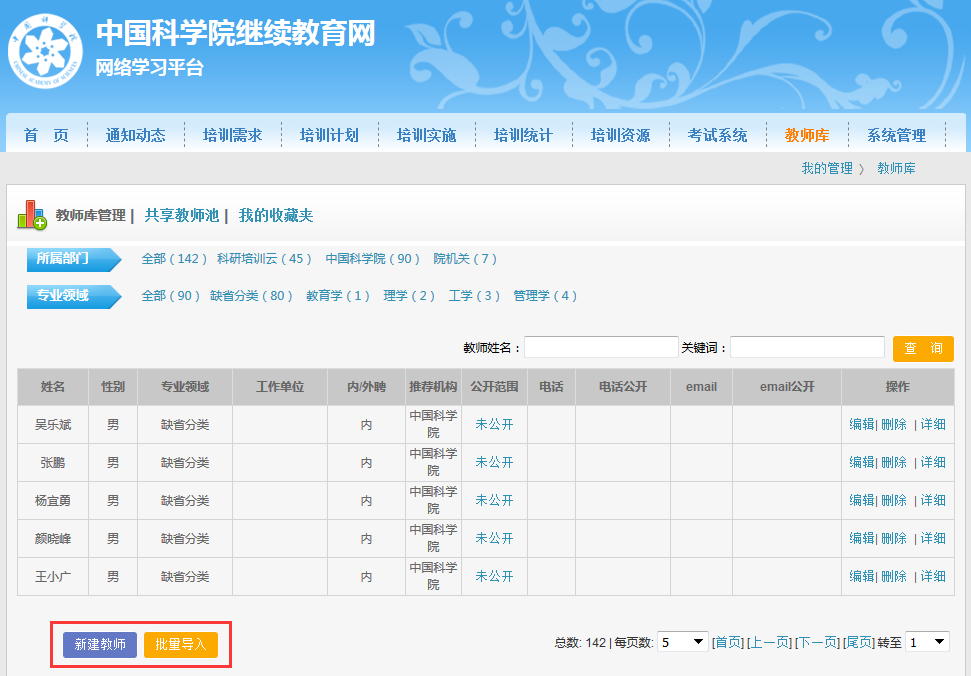 中国科学院继续教育网
网络学习平台
首 页 通知动态 培训需求 培训计划 培训实施 培训统计 培训资源 考试系统 教师库 系统管理
我的管理 〉 教师库
教师库管理 | 共享教师池 | 我的收藏夹
所属部门 全部（142） 科研培训云（45） 中国科学院（90） 院机关（7）
专业领域 全部（90） 缺省分类（80） 教育学（1） 理学（2） 工学（3） 管理学（4）
教师姓名： 关键词： 查 询
姓名 性别 专业领域 工作单位 内/外聘 推荐机构 公开范围 电话 电话公开 email email公开 操作
吴乐斌 男 缺省分类 内 中国科学院 未公开 编辑| 删除 | 详细
张鹏 男 缺省分类 内 中国科学院 未公开 编辑| 删除 | 详细
杨宜勇 男 缺省分类 内 中国科学院 未公开 编辑| 删除 | 详细
颜晓峰 男 缺省分类 内 中国科学院 未公开 编辑| 删除 | 详细
王小广 男 缺省分类 内 中国科学院 未公开 编辑| 删除 | 详细
新建教师 批量导入 总数: 142 | 每页数: 5 [首页] [上一页] [下一页] [尾页] 转至 1